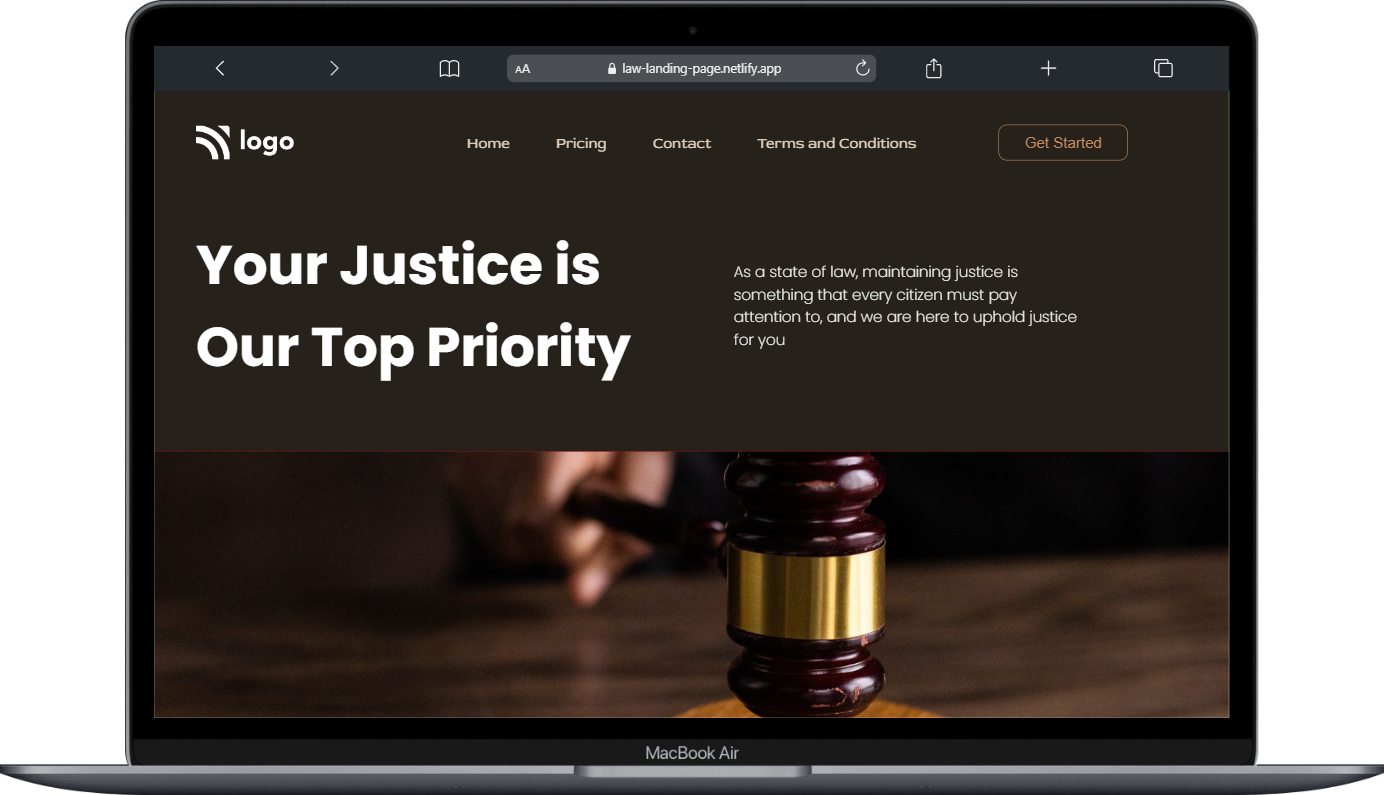 AA law-landing-page.netlify.app
logo
Home Pricing Contact Terms and Conditions Get Started
Your Justice is
Our Top Priority
As a state of law, maintaining justice is
something that every citizen must pay
attention to, and we are here to uphold justice
for you
MacBook Air